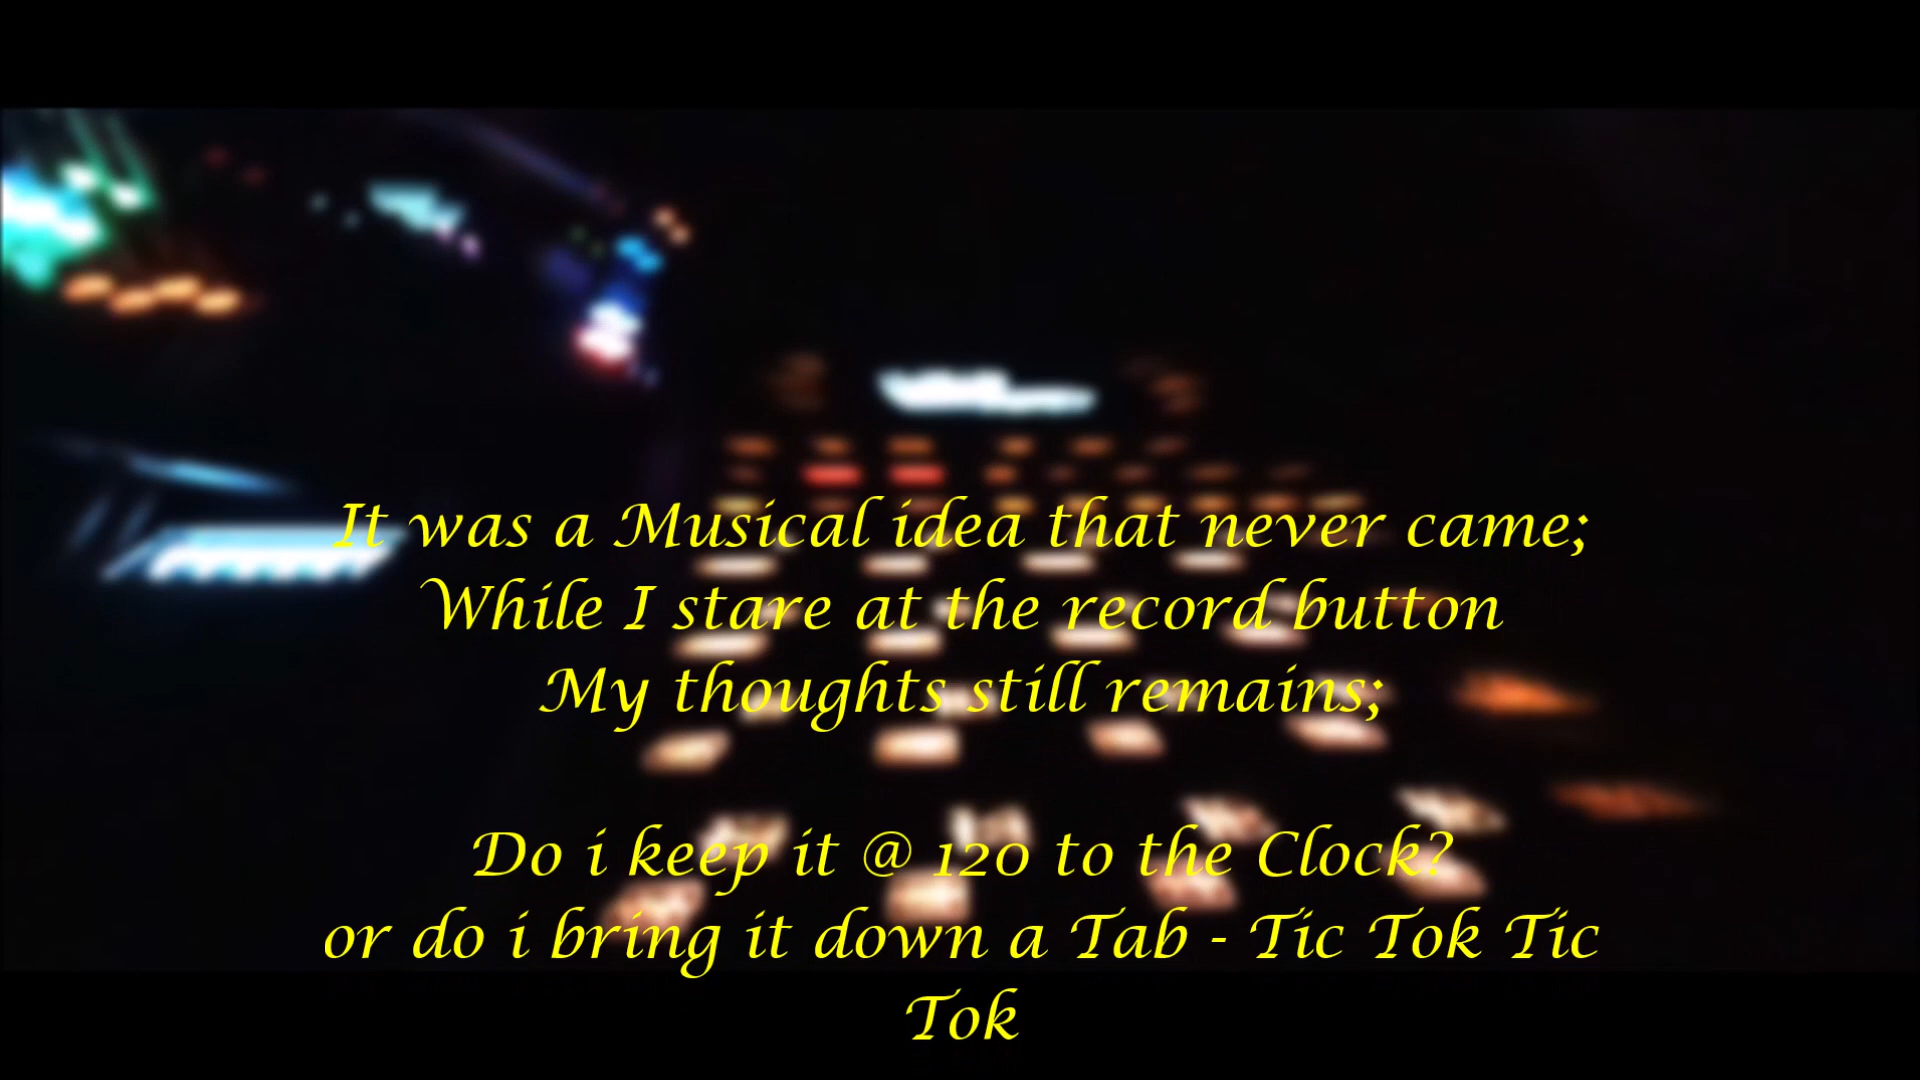 It was a Musical idea that never came;
While I stare at the record button
My thoughts still remains;
Do i keep it @ 120 to the Clock?
or do i bring it down a Tab - Tic Tok Tic
Tok